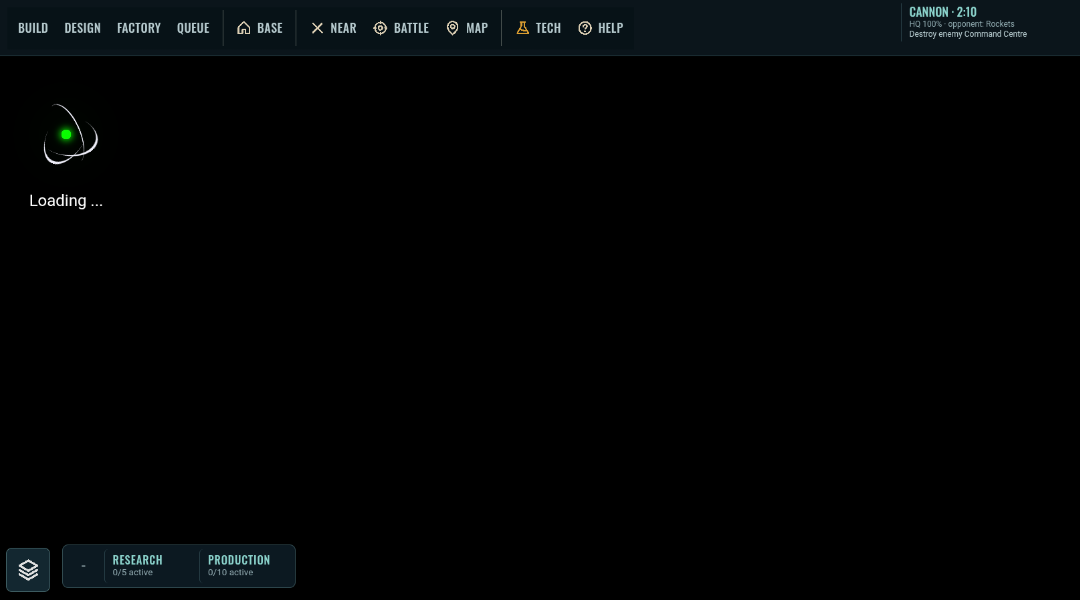 BUILD DESIGN FACTORY QUEUE BASE NEAR BATTLE MAP TECH HELP
CANNON · 2:10
HQ 100% · opponent: Rockets
Destroy enemy Command Centre
Loading ...
-
RESEARCH
0/5 active
PRODUCTION
0/10 active